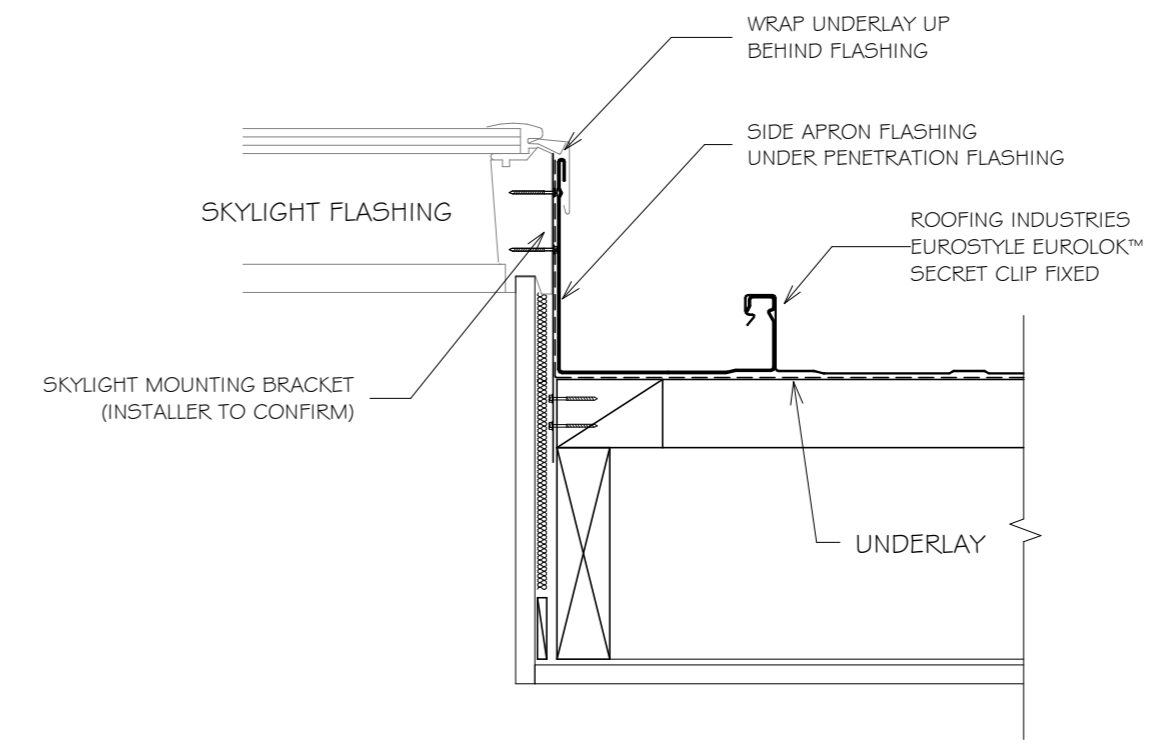 WRAP UNDERLAY UP
BEHIND FLASHING
SIDE APRON FLASHING
UNDER PENETRATION FLASHING
SKYLIGHT FLASHING
ROOFING INDUSTRIES
EUROSTYLE EUROLOK™
SECRET CLIP FIXED
SKYLIGHT MOUNTING BRACKET
(INSTALLER TO CONFIRM)
UNDERLAY